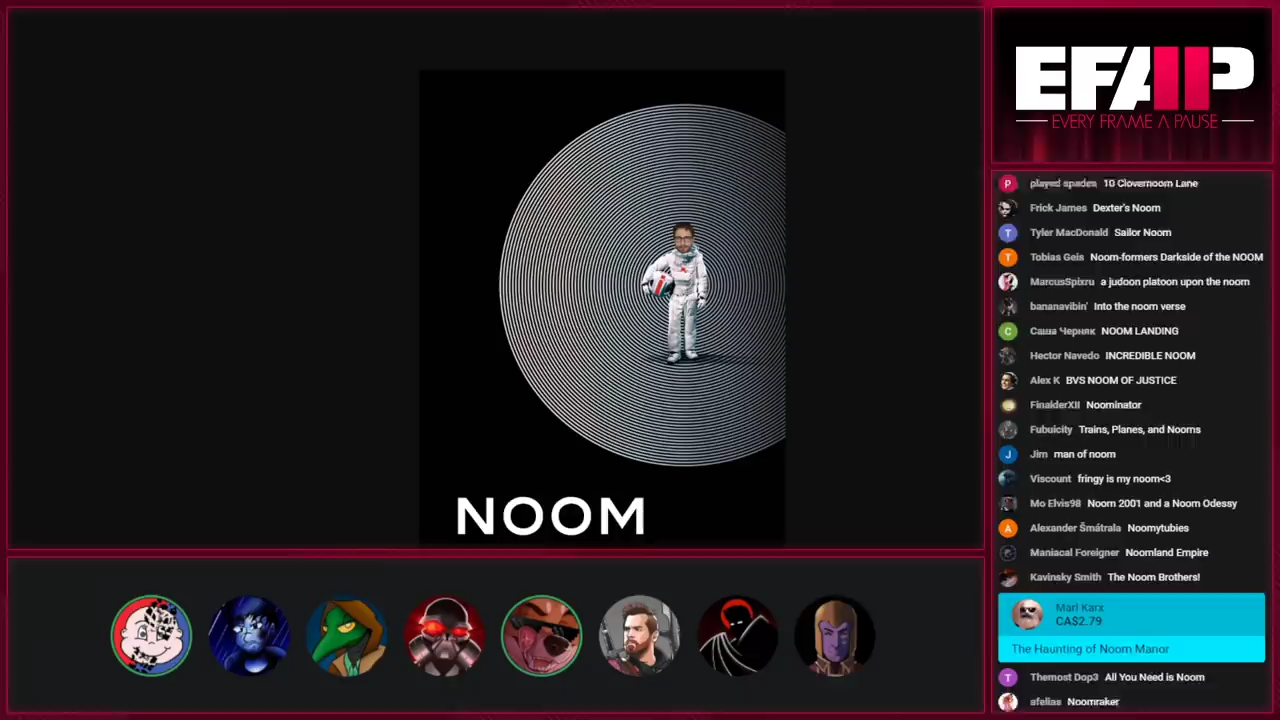 NOOM
EFAP
EVERY FRAME A PAUSE
played spades 10 Clovernoom Lane
Frick James Dexter's Noom
Tyler MacDonald Sailor Noom
Tobias Geis Noom-formers Darkside of the NOOM
MarcusSpixru a judoon platoon upon the noom
bananavibin' Into the noom verse
Саша Черняк NOOM LANDING
Hector Navedo INCREDIBLE NOOM
Alex K BVS NOOM OF JUSTICE
FinalderXII Noominator
Fubuicity Trains, Planes, and Nooms
Jim man of noom
Viscount fringy is my noom<3
Mo Elvis98 Noom 2001 and a Noom Odessy
Alexander Šmátrala Noomytubies
Maniacal Foreigner Noomland Empire
Kavinsky Smith The Noom Brothers!
Marl Karx
CA$2.79
The Haunting of Noom Manor
Themost Dop3 All You Need is Noom
afelias Noomraker